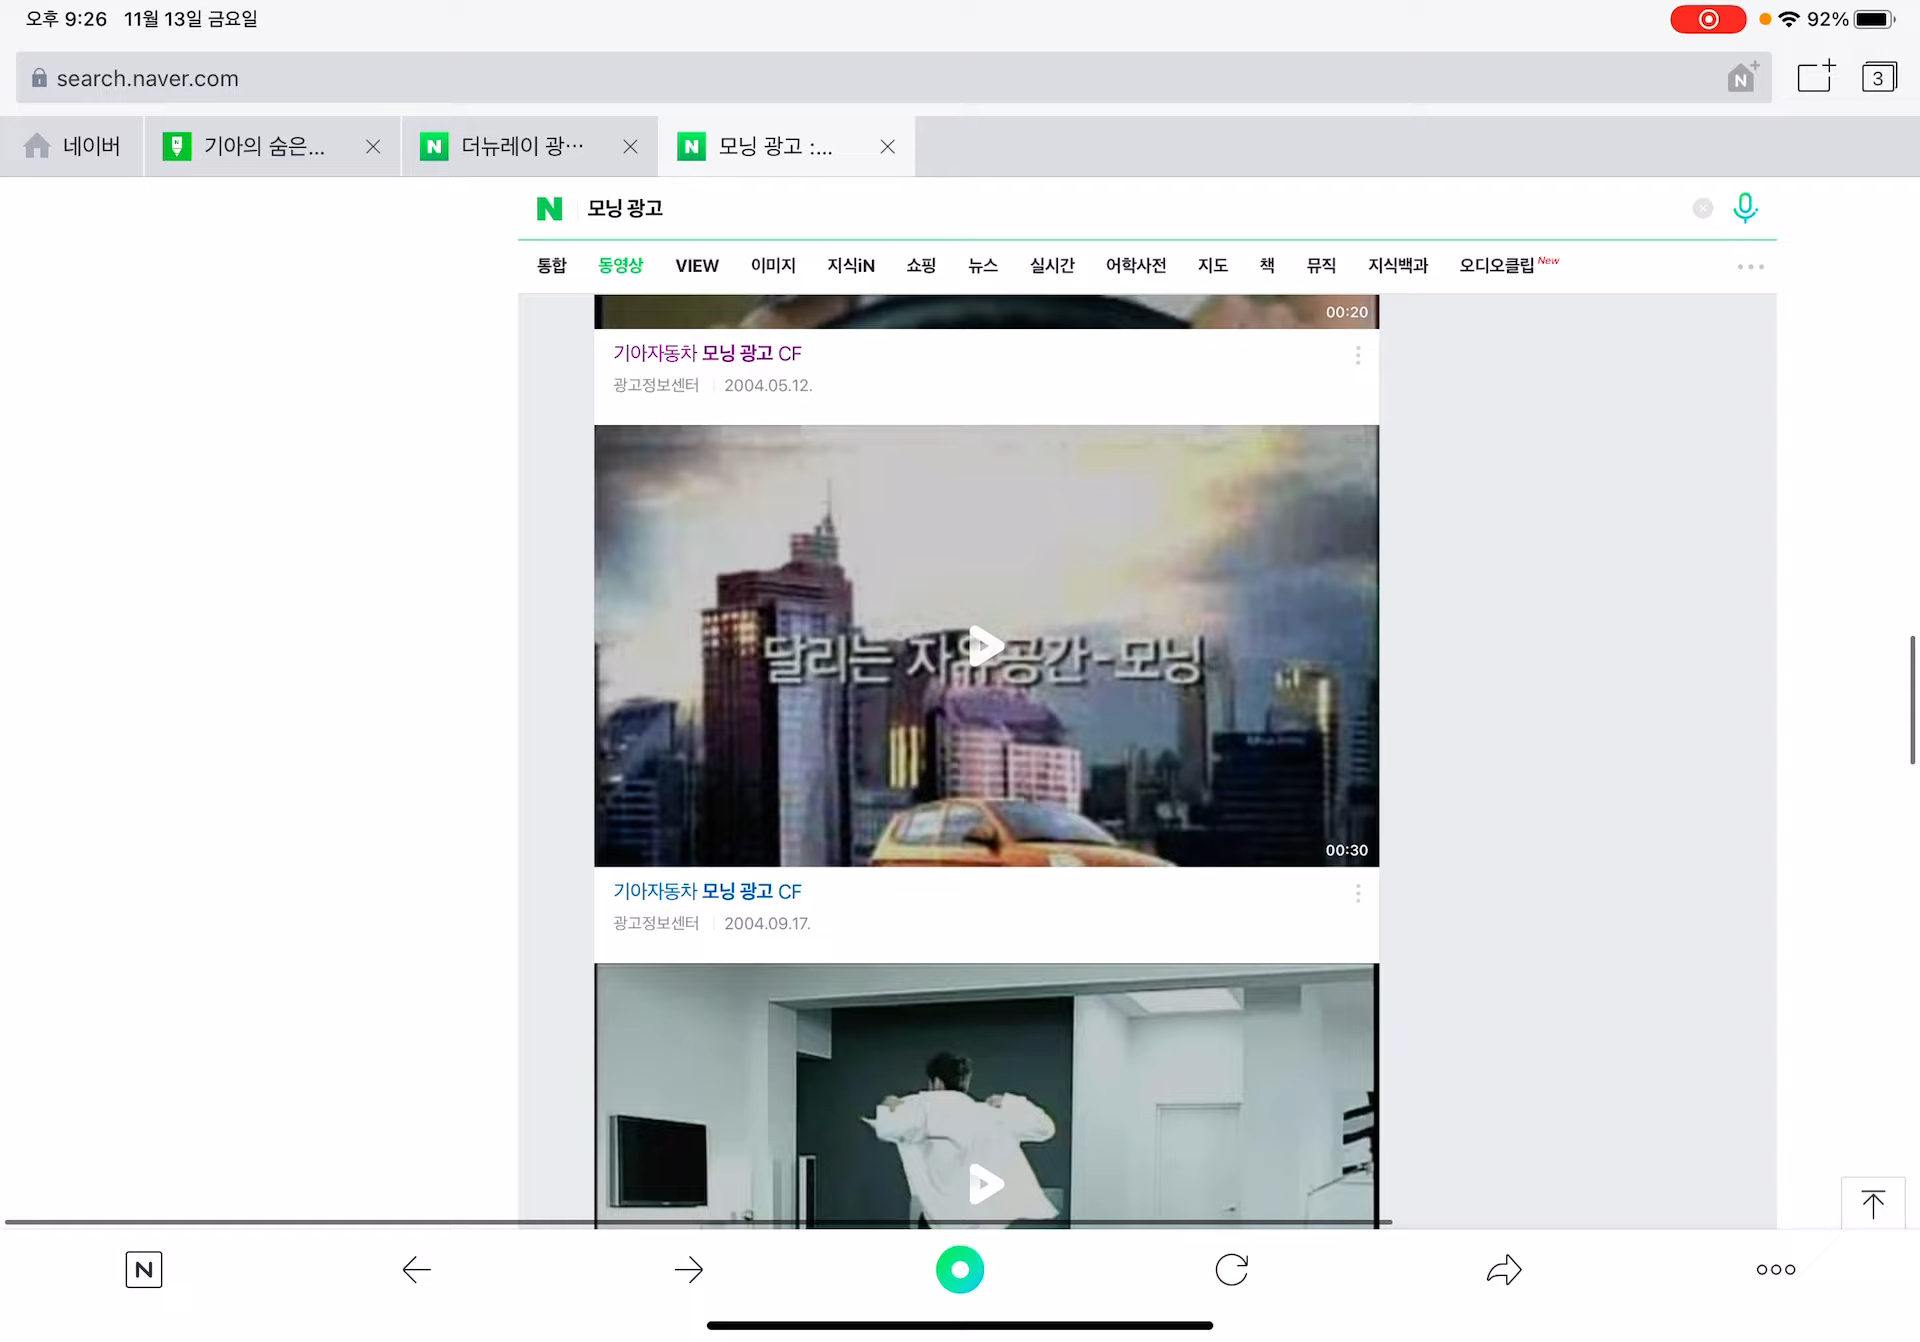 오후 9:26 11월 13일 금요일
92%
search.naver.com
N
3
네이버
기아의 숨은...
N
더뉴레이 광...
N
모닝 광고 :...
N
모닝 광고
통합 동영상 VIEW 이미지 지식iN 쇼핑 뉴스 실시간 어학사전 지도 책 뮤직 지식백과 오디오클립 New
00:20
기아자동차 모닝 광고 CF
광고정보센터 2004.05.12.
달리는 자유공간-모닝
00:30
기아자동차 모닝 광고 CF
광고정보센터 2004.09.17.
N